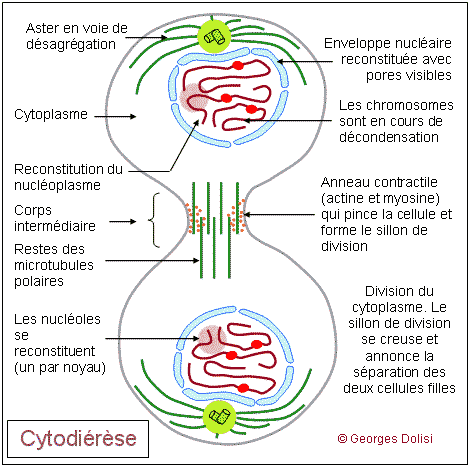 Aster en voie de
désagrégation
Cytoplasme
Reconstitution du
nucléoplasme
Corps
intermédiaire
Restes des
microtubules
polaires
Les nucléoles
se
reconstituent
(un par noyau)
Cytodiérèse
Enveloppe nucléaire
reconstituée avec
pores visibles
Les chromosomes
sont en cours de
décondensation
Anneau contractile
(actine et myosine)
qui pince la cellule et
forme le sillon de
division
Division du
cytoplasme. Le
sillon de division
se creuse et
annonce la
séparation des
deux cellules filles
© Georges Dolisi